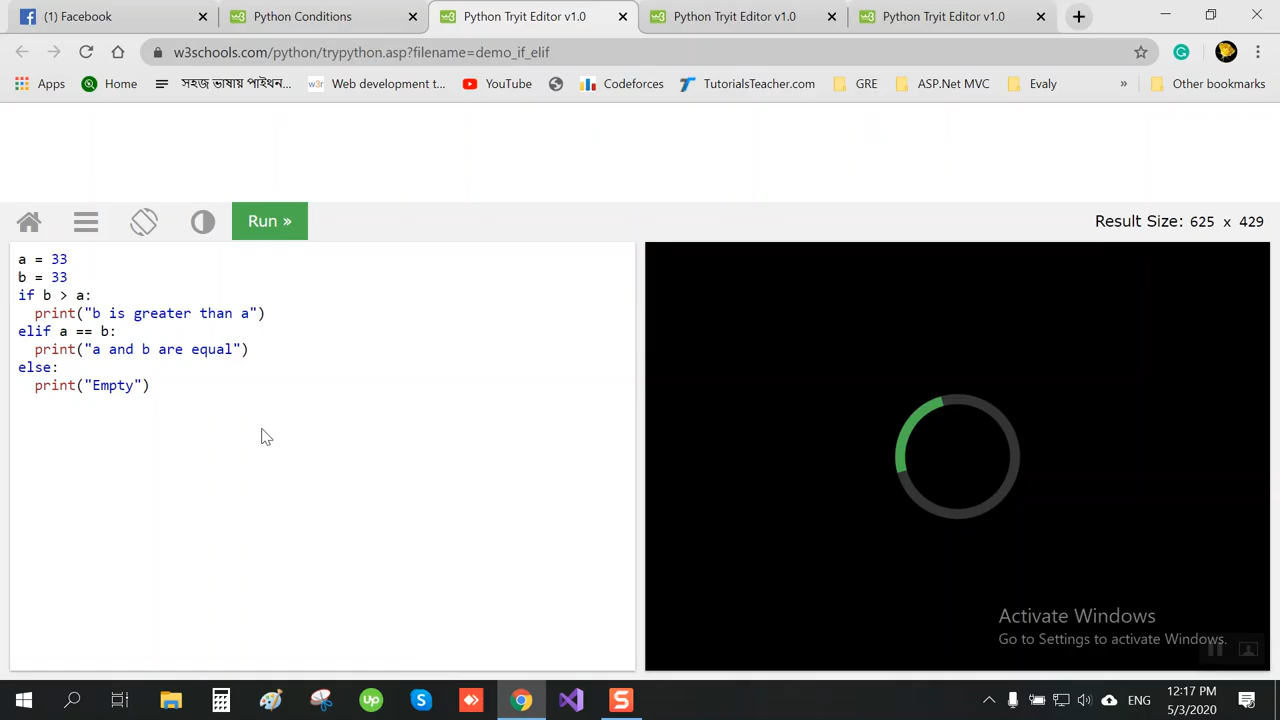 (1) Facebook
Python Conditions
Python Tryit Editor v1.0
Python Tryit Editor v1.0
Python Tryit Editor v1.0
w3schools.com/python/trypython.asp?filename=demo_if_elif
Apps
Home
সহজ ভাষায় পাইথন...
w3r
Web development t...
YouTube
Codeforces
TutorialsTeacher.com
GRE
ASP.Net MVC
Evaly
»
Other bookmarks
Run »
Result Size: 625 x 429
a = 33
b = 33
if b > a:
print("b is greater than a")
elif a == b:
print("a and b are equal")
else:
print("Empty")
Activate Windows
Go to Settings to activate Windows.
ENG
12:17 PM
5/3/2020